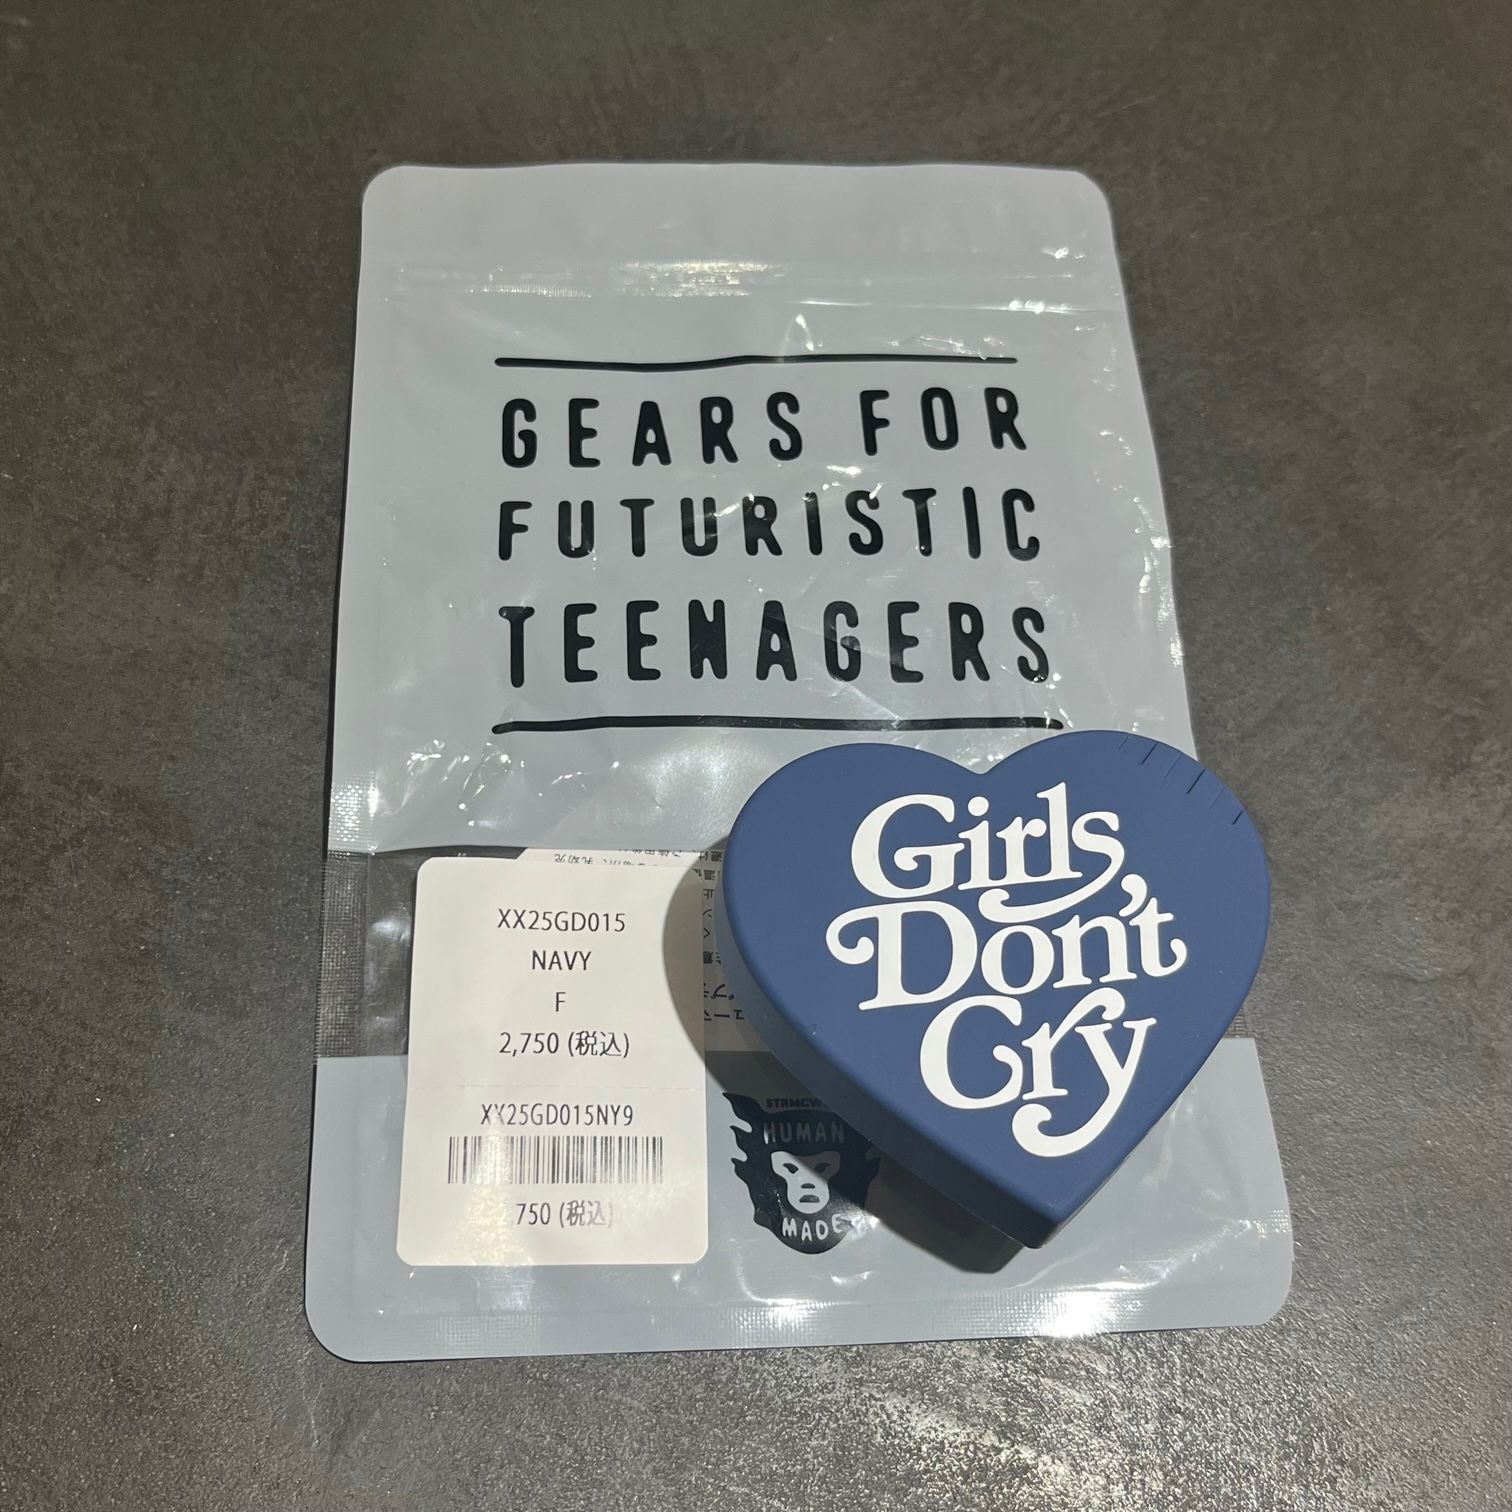 GEARS FOR
FUTURISTIC
TEENAGERS
Girls
Don't
Cry
XX25GD015
NAVY
F
2,750 (税込)
XX25GD015NY9
750 (税込)
HUMAN
MADE